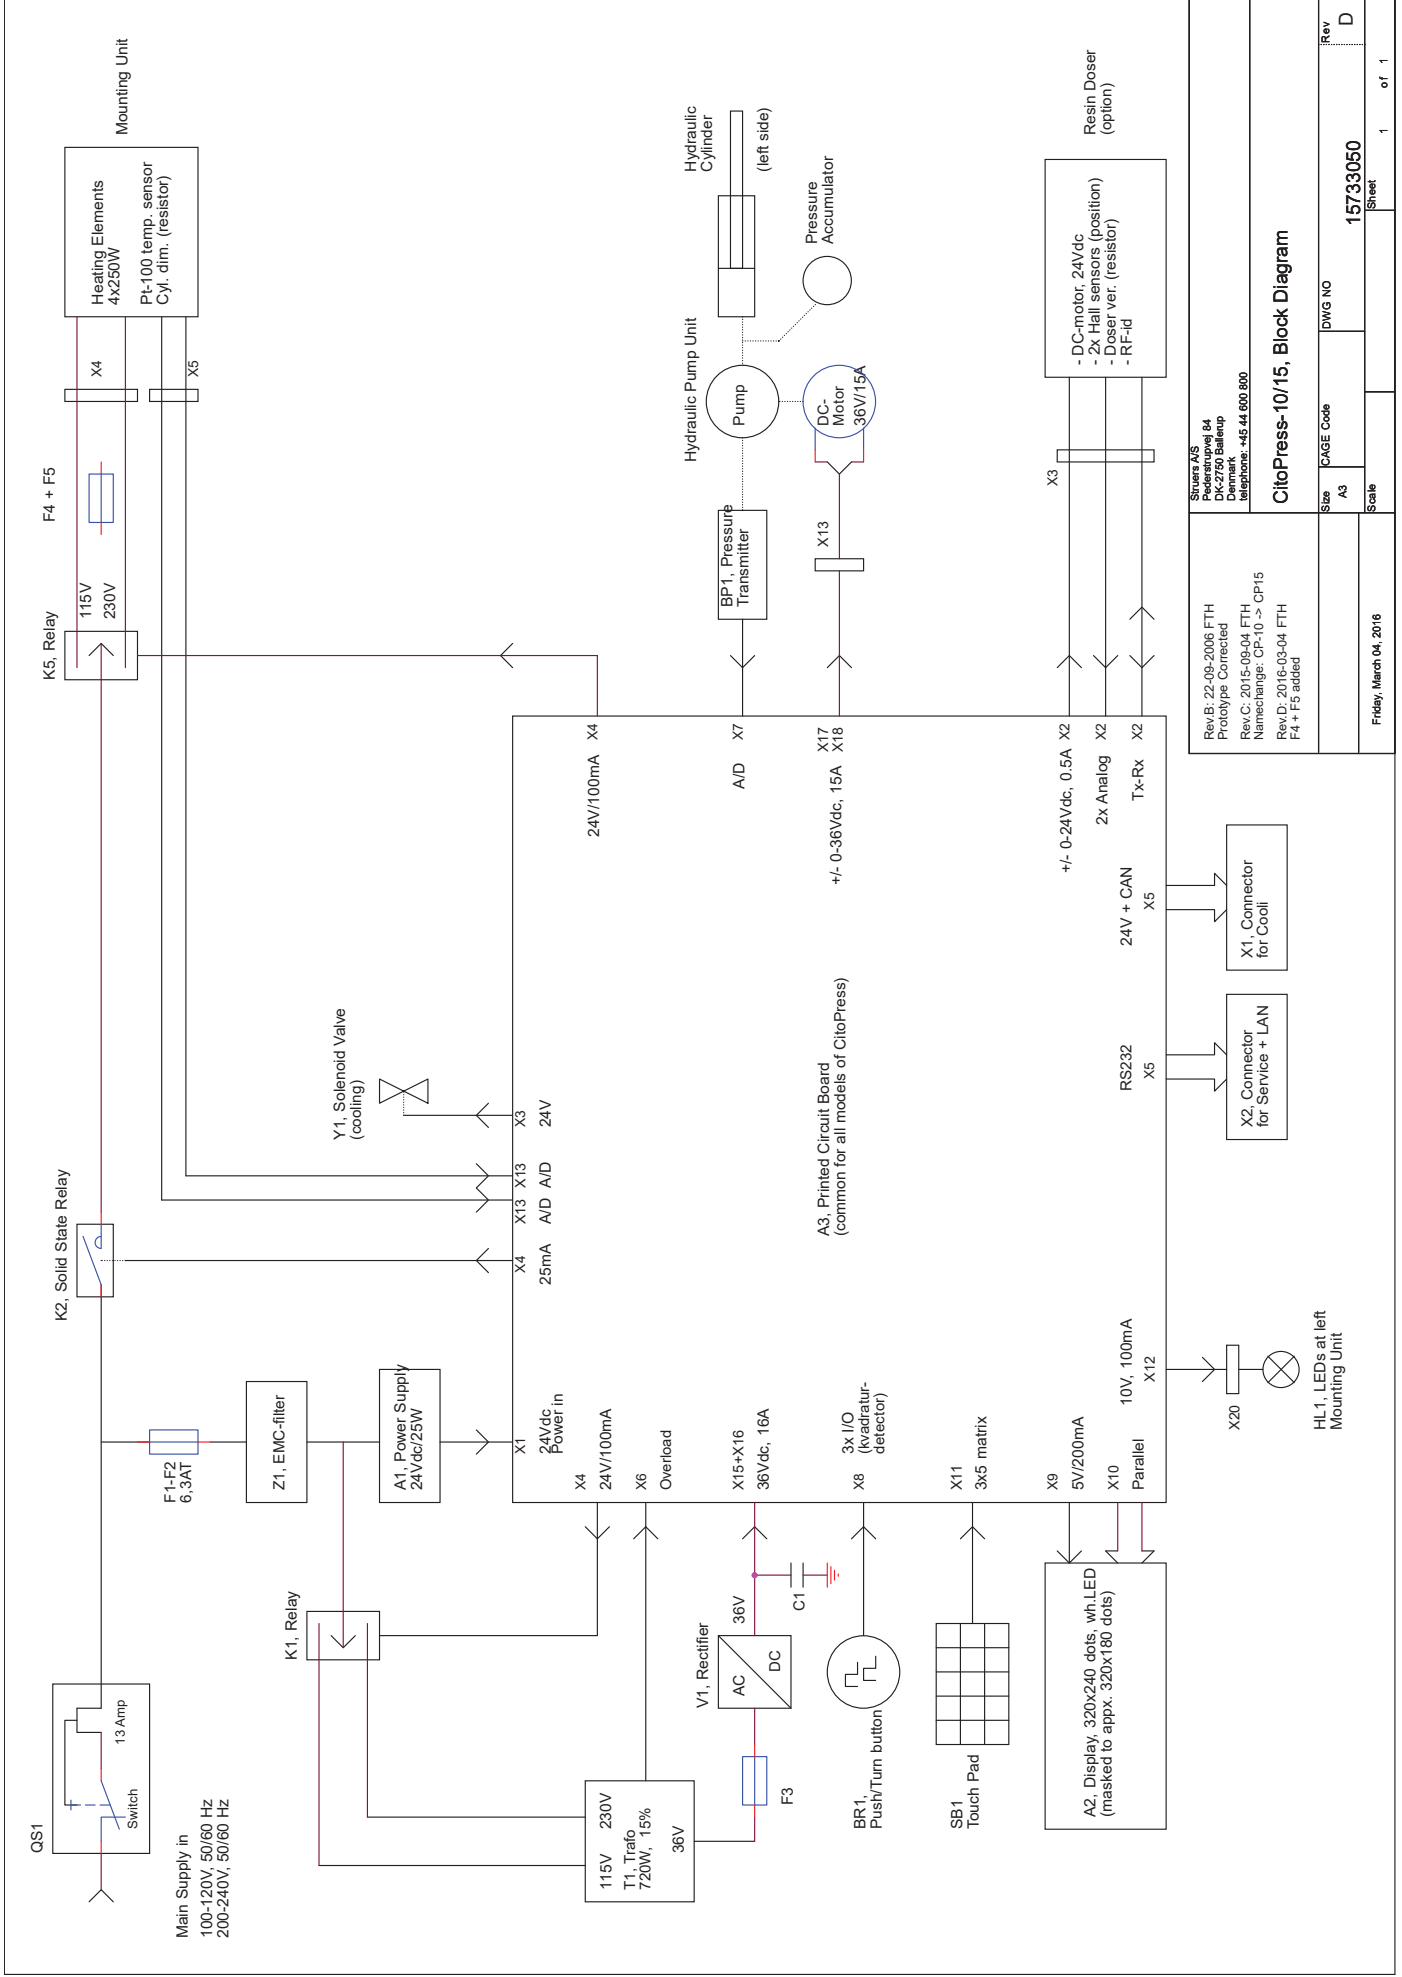 QS1
Switch
13 Amp
Main Supply in
100-120V, 50/60 Hz
200-240V, 50/60 Hz
F1-F2
6,3AT
K2, Solid State Relay
K5, Relay
115V
230V
F4 + F5
X4
X5
Heating Elements
4x250W
Pt-100 temp. sensor
Cyl. dim. (resistor)
Mounting Unit
Z1, EMC-filter
A1, Power Supply
24Vdc/25W
K1, Relay
Y1, Solenoid Valve
(cooling)
X1
24Vdc
Power in
X4
25mA
X13
A/D
X13
A/D
X3
24V
115V
230V
T1, Trafo
720W, 15%
36V
F3
V1, Rectifier
AC
DC
36V
C1
BR1,
Push/Turn button
SB1
Touch Pad
A2, Display, 320x240 dots, wh.LED
(masked to appx. 320x180 dots)
X4
24V/100mA
X6
Overload
X15+X16
36Vdc, 16A
X8
3x I/O
(kvadratur-
detector)
X11
3x5 matrix
X9
5V/200mA
X10
Parallel
A3, Printed Circuit Board
(common for all models of CitoPress)
10V, 100mA
X12
X20
HL1, LEDs at left
Mounting Unit
RS232
X5
X2, Connector
for Service + LAN
24V + CAN
X5
X1, Connector
for Cooli
X4
24V/100mA
X7
A/D
X17
X18
+/- 0-36Vdc, 15A
X2
+/- 0-24Vdc, 0.5A
X2
2x Analog
X2
Tx-Rx
BP1, Pressure
Transmitter
X13
Hydraulic Pump Unit
Pump
DC-
Motor
36V/15A
Hydraulic
Cylinder
(left side)
Pressure
Accumulator
X3
- DC-motor, 24Vdc
- 2x Hall sensors (position)
- Doser ver. (resistor)
- RF-id
Resin Doser
(option)
Rev.B: 22-09-2006 FTH
Prototype Corrected
Rev.C: 2015-09-04 FTH
Namechange: CP-10 -> CP15
Rev.D: 2016-03-04 FTH
F4 + F5 added
Friday, March 04, 2016
Struers A/S
Pederstrupvej 84
DK-2750 Ballerup
Denmark
telephone: +45 44 600 800
CitoPress-10/15, Block Diagram
Size
A3
CAGE Code
DWG NO
15733050
Rev
D
Scale
Sheet
1 of 1